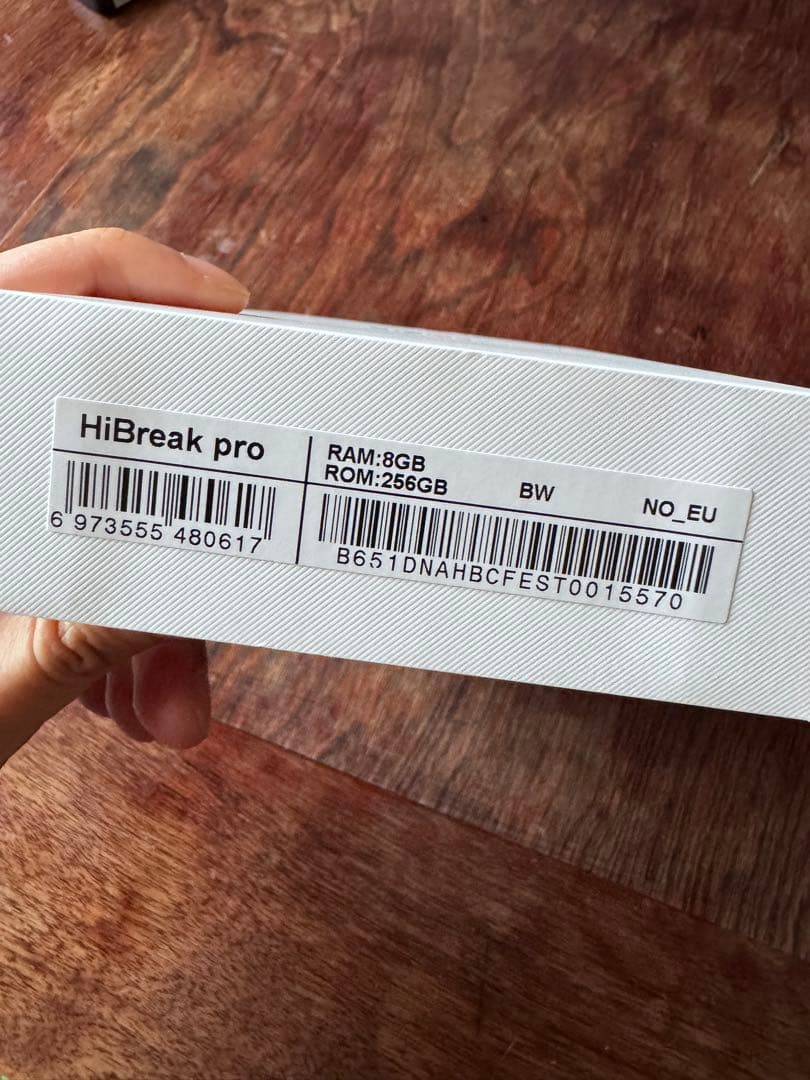 HiBreak pro
6 973555 480617
RAM:8GB
ROM:256GB
BW
NO_EU
B651DNAHBCFEST0015570